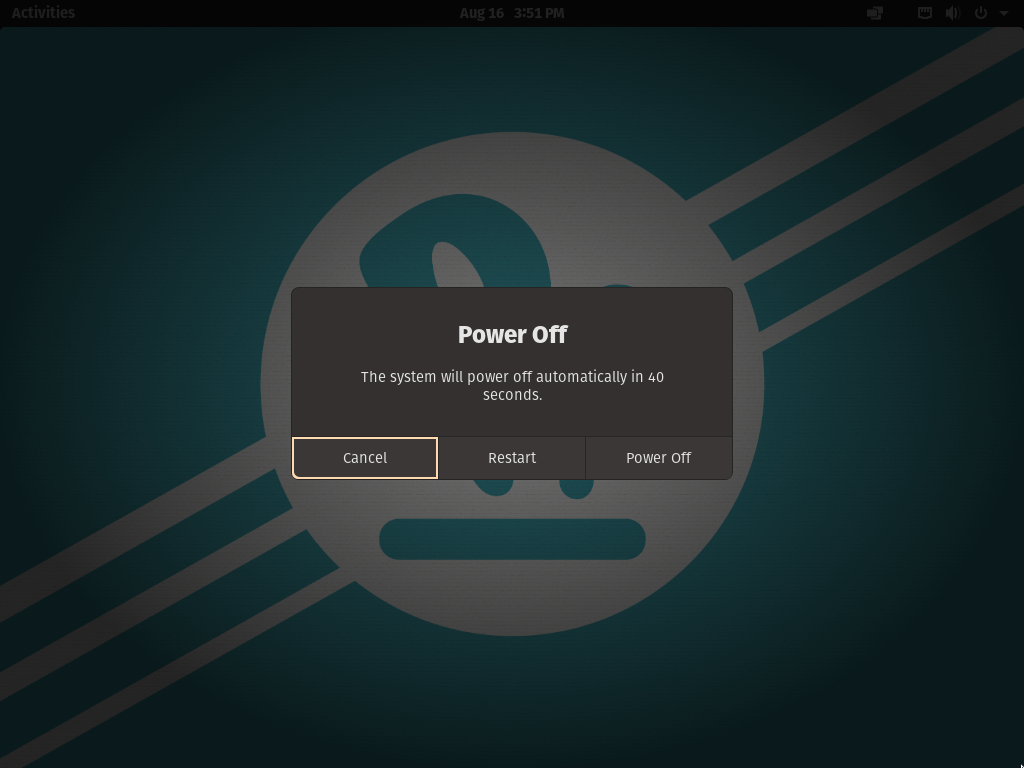 Activities
Aug 16 3:51 PM
Power Off
The system will power off automatically in 40
seconds.
Cancel
Restart
Power Off